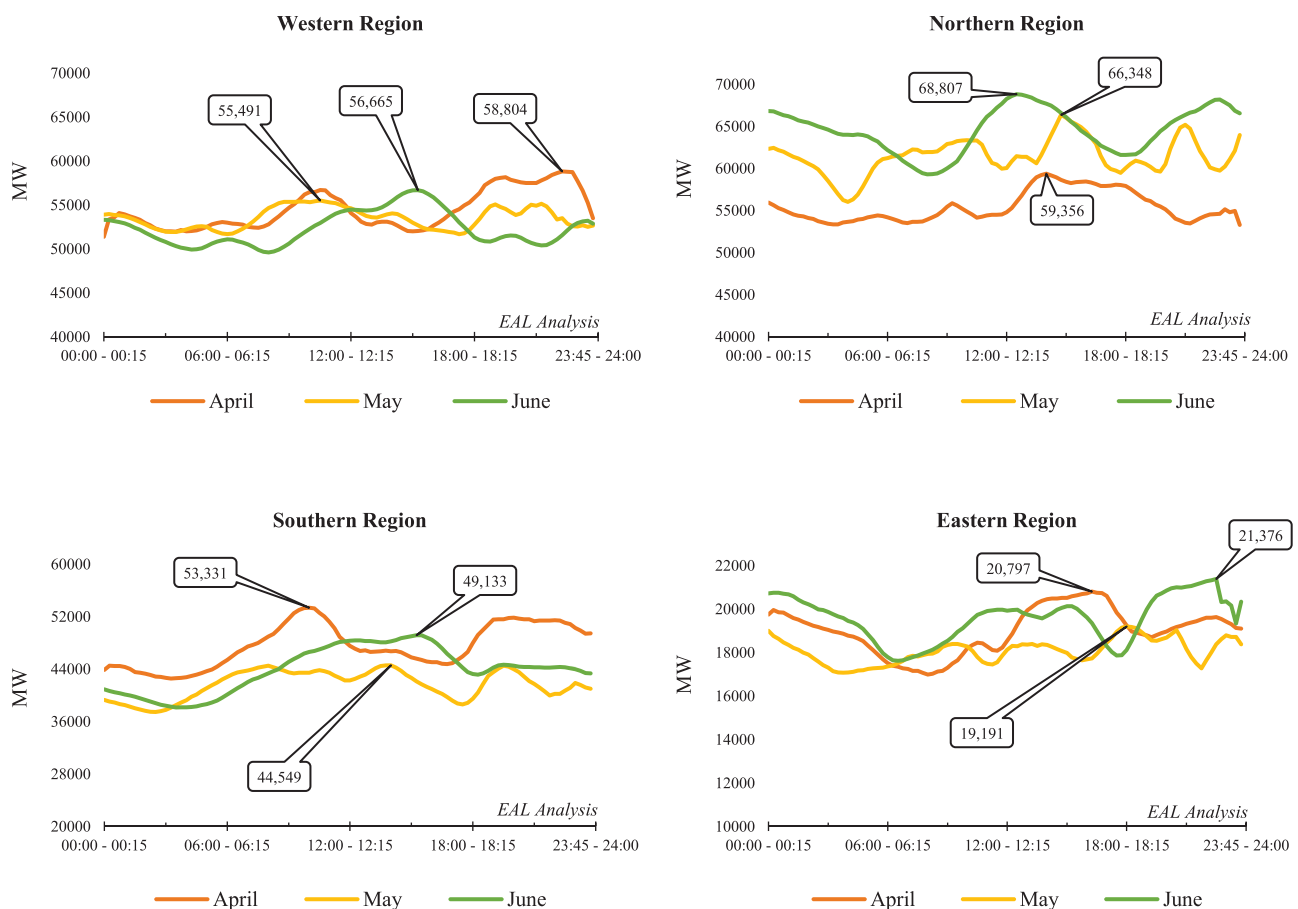 Western Region
70000
65000
60000
55000
50000
45000
40000
MW
55,491
56,665
58,804
EAL Analysis
00:00 - 00:15
06:00 - 06:15
12:00 - 12:15
18:00 - 18:15
23:45 - 24:00
April
May
June
Northern Region
70000
65000
60000
55000
50000
45000
40000
MW
68,807
66,348
59,356
EAL Analysis
00:00 - 00:15
06:00 - 06:15
12:00 - 12:15
18:00 - 18:15
23:45 - 24:00
April
May
June
Southern Region
60000
52000
44000
36000
28000
20000
MW
53,331
49,133
44,549
EAL Analysis
00:00 - 00:15
06:00 - 06:15
12:00 - 12:15
18:00 - 18:15
23:45 - 24:00
April
May
June
Eastern Region
22000
20000
18000
16000
14000
12000
10000
MW
20,797
21,376
19,191
EAL Analysis
00:00 - 00:15
06:00 - 06:15
12:00 - 12:15
18:00 - 18:15
23:45 - 24:00
April
May
June